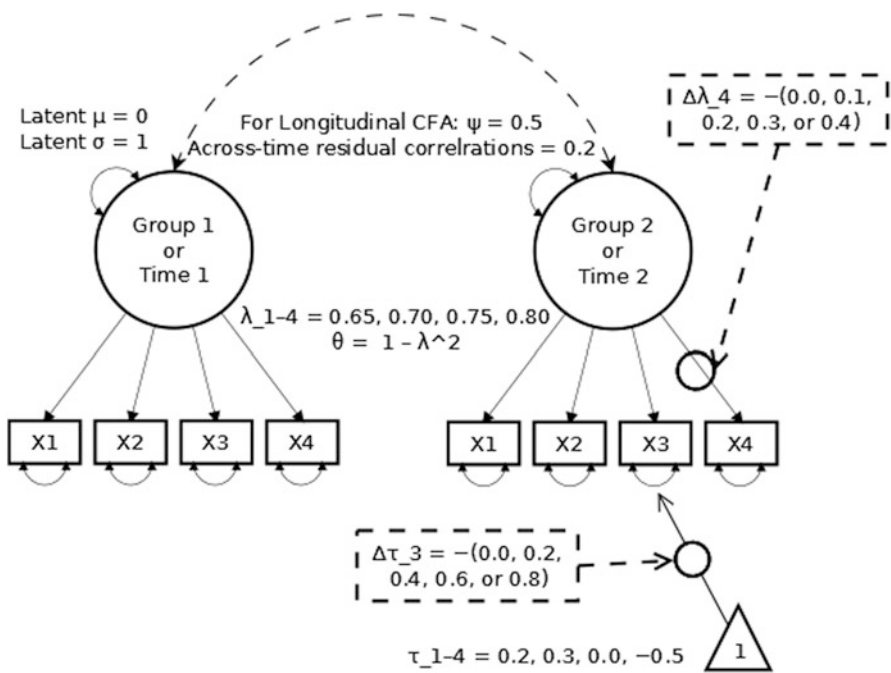 Latent μ = 0
Latent σ = 1
For Longitudinal CFA: ψ = 0.5
Across-time residual correlrations = 0.2
Δλ_4 = −(0.0, 0.1,
0.2, 0.3, or 0.4)
Group 1
or
Time 1
Group 2
or
Time 2
λ_1–4 = 0.65, 0.70, 0.75, 0.80
θ = 1 – λ^2
X1
X2
X3
X4
X1
X2
X3
X4
Δτ_3 = −(0.0, 0.2,
0.4, 0.6, or 0.8)
τ_1–4 = 0.2, 0.3, 0.0, −0.5
1